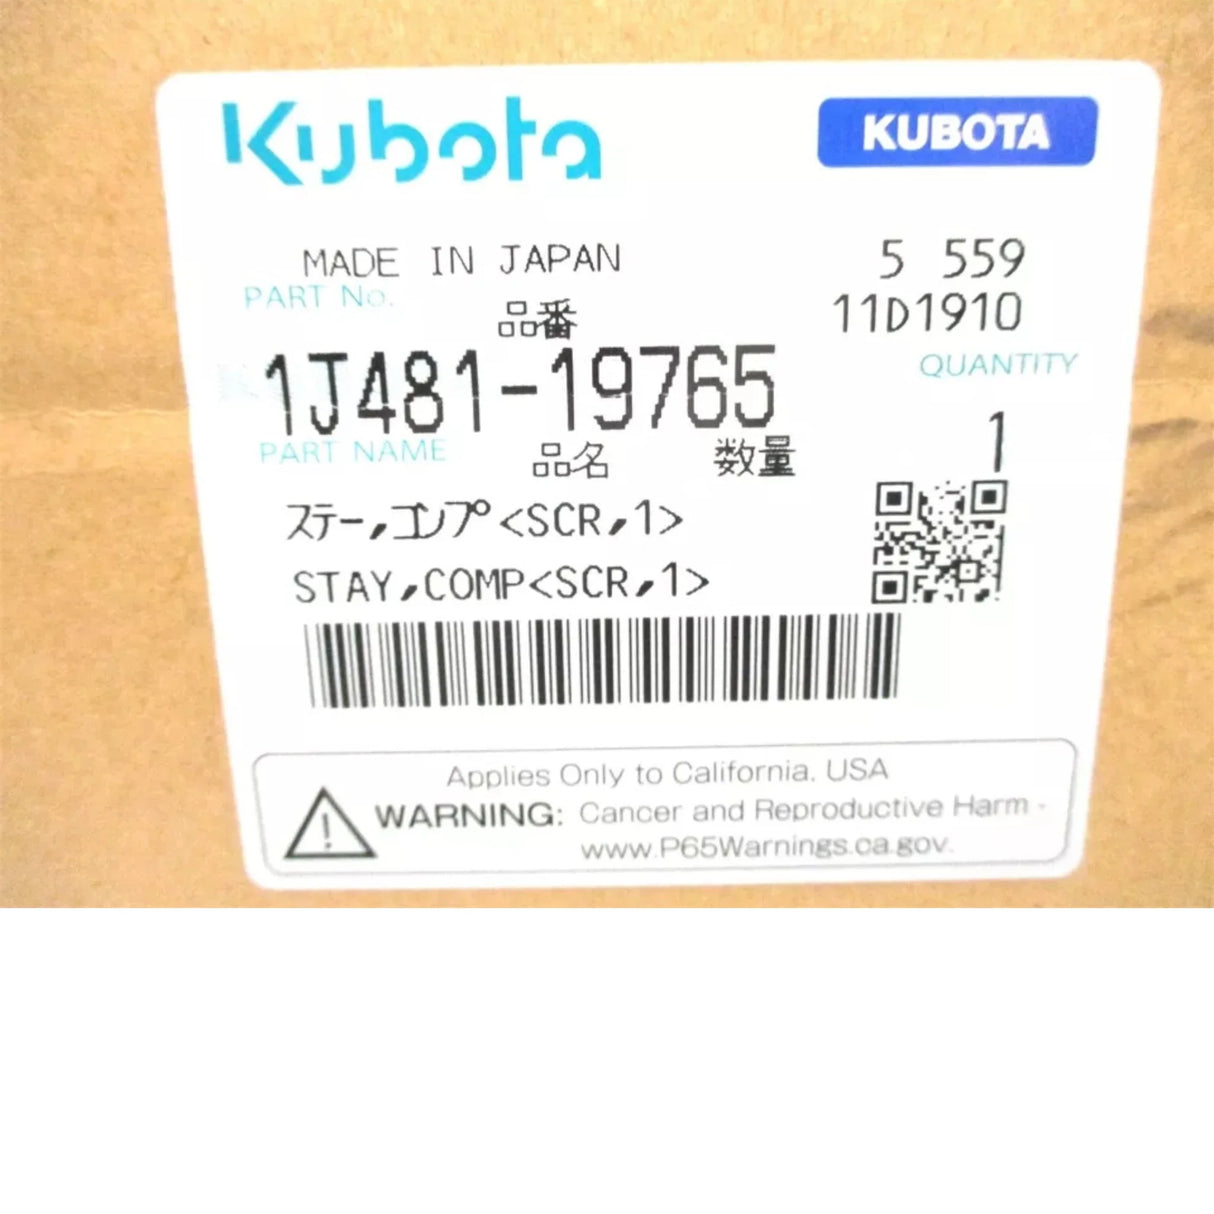 Kubota KUBOTA
MADE IN JAPAN 5 559
PART No. 品番 11D1910
1J481-19765 QUANTITY
PART NAME 品名 数量 1
ステー,コンプ<SCR,1>
STAY,COMP<SCR,1>
Applies Only to California. USA
WARNING: Cancer and Reproductive Harm -
www.P65Warnings.ca.gov.